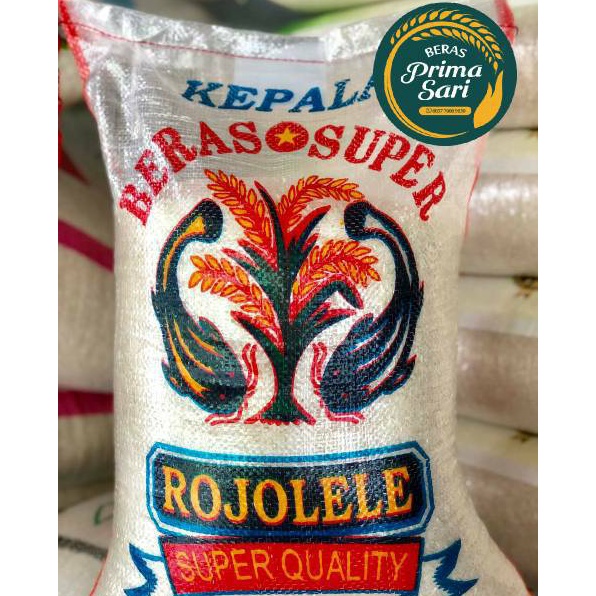 BERAS
Prima
Sari
KEPALA
BERAS SUPER
ROJOLELE
SUPER QUALITY